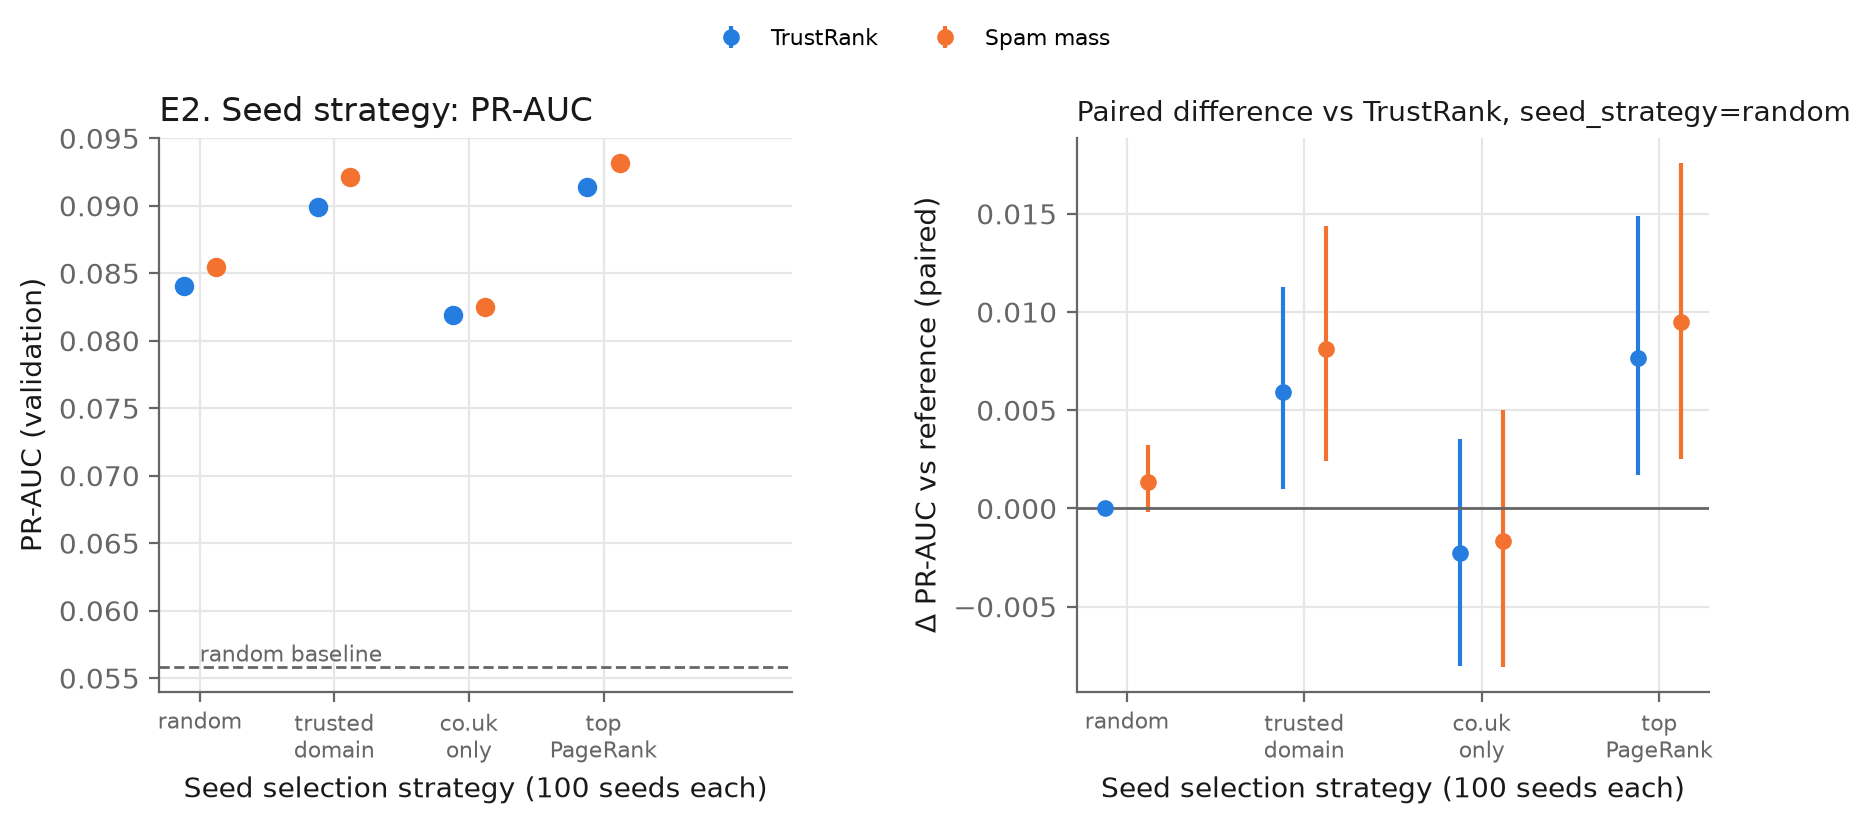 TrustRank
Spam mass
E2. Seed strategy: PR-AUC
PR-AUC (validation)
0.095
0.090
0.085
0.080
0.075
0.070
0.065
0.060
0.055
random baseline
random
trusted
domain
co.uk
only
top
PageRank
Seed selection strategy (100 seeds each)
Paired difference vs TrustRank, seed_strategy=random
Δ PR-AUC vs reference (paired)
0.015
0.010
0.005
0.000
−0.005
random
trusted
domain
co.uk
only
top
PageRank
Seed selection strategy (100 seeds each)